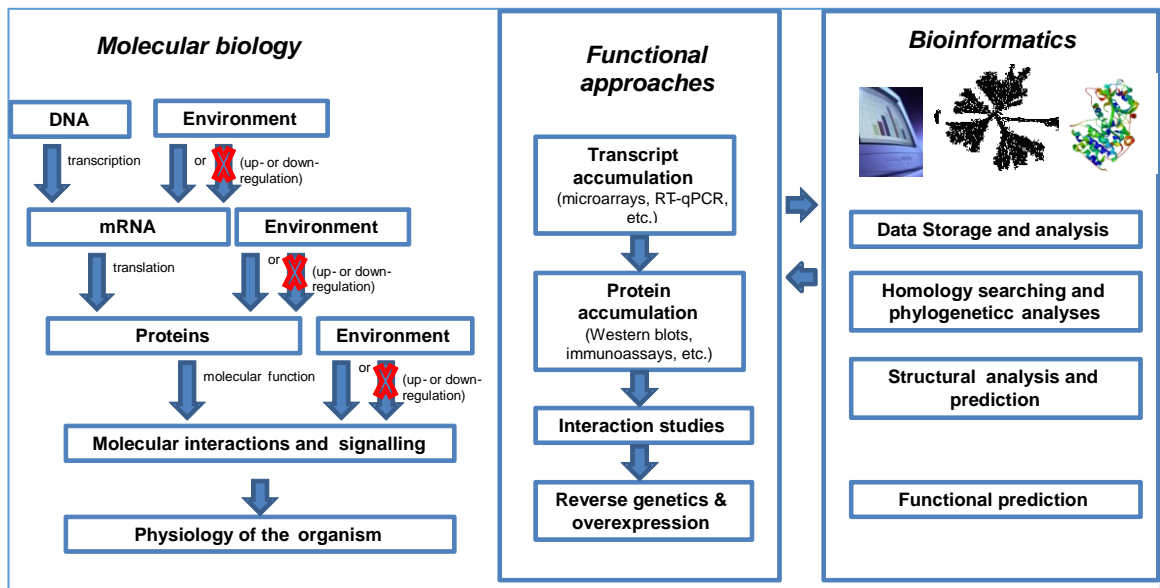 Molecular biology
DNA
Environment
transcription
or
(up- or down-
regulation)
mRNA
Environment
translation
or
(up- or down-
regulation)
Proteins
Environment
molecular function
or
(up- or down-
regulation)
Molecular interactions and signalling
Physiology of the organism
Functional
approaches
Transcript
accumulation
(microarrays, RT-qPCR,
etc.)
Protein
accumulation
(Western blots,
immunoassays, etc.)
Interaction studies
Reverse genetics &
overexpression
Bioinformatics
Data Storage and analysis
Homology searching and
phylogeneticc analyses
Structural analysis and
prediction
Functional prediction